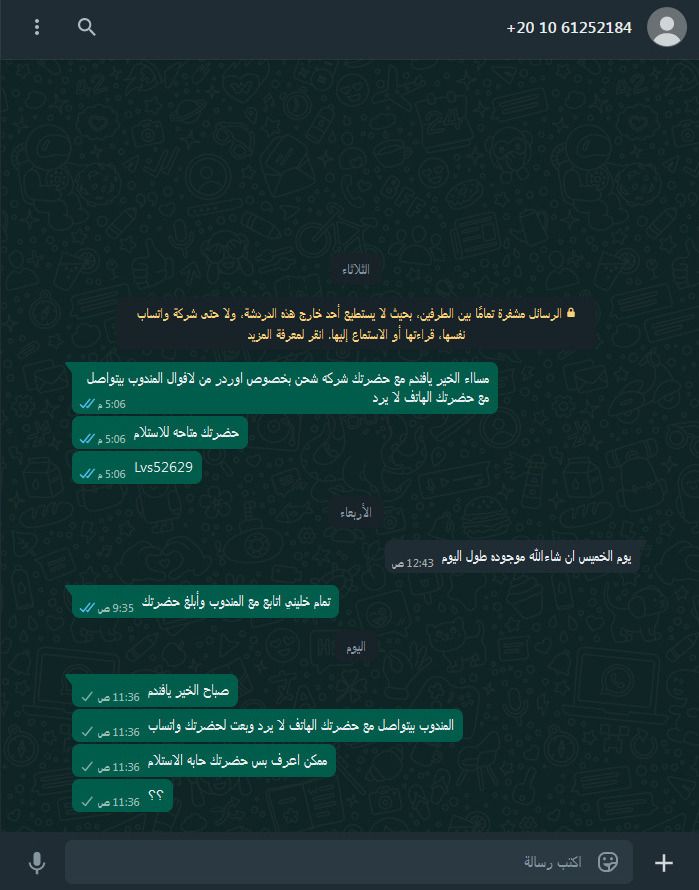 +20 10 61252184
الثلاثاء
الرسائل مشفرة تمامًا بين الطرفين، بحيث لا يستطيع أحد خارج هذه الدردشة، ولا حتى شركة واتساب
نفسها، قراءتها أو الاستماع إليها. انقر لمعرفة المزيد
مسااء الخير يافندم مع حضرتك شركه شحن بخصوص اوردر من لافوال المندوب بيتواصل
مع حضرتك الهاتف لا يرد
5:06 م
حضرتك متاحه للاستلام 5:06 م
Lvs52629 5:06 م
الأربعاء
يوم الخميس ان شاءالله موجوده طول اليوم 12:43 ص
تمام خليني اتابع مع المندوب وأبلغ حضرتك 9:35 ص
اليوم
صباح الخير يافندم 11:36 ص
المندوب بيتواصل مع حضرتك الهاتف لا يرد وبعت لحضرتك واتساب 11:36 ص
ممكن اعرف بس حضرتك حابه الاستلام 11:36 ص
؟؟ 11:36 ص
اكتب رسالة